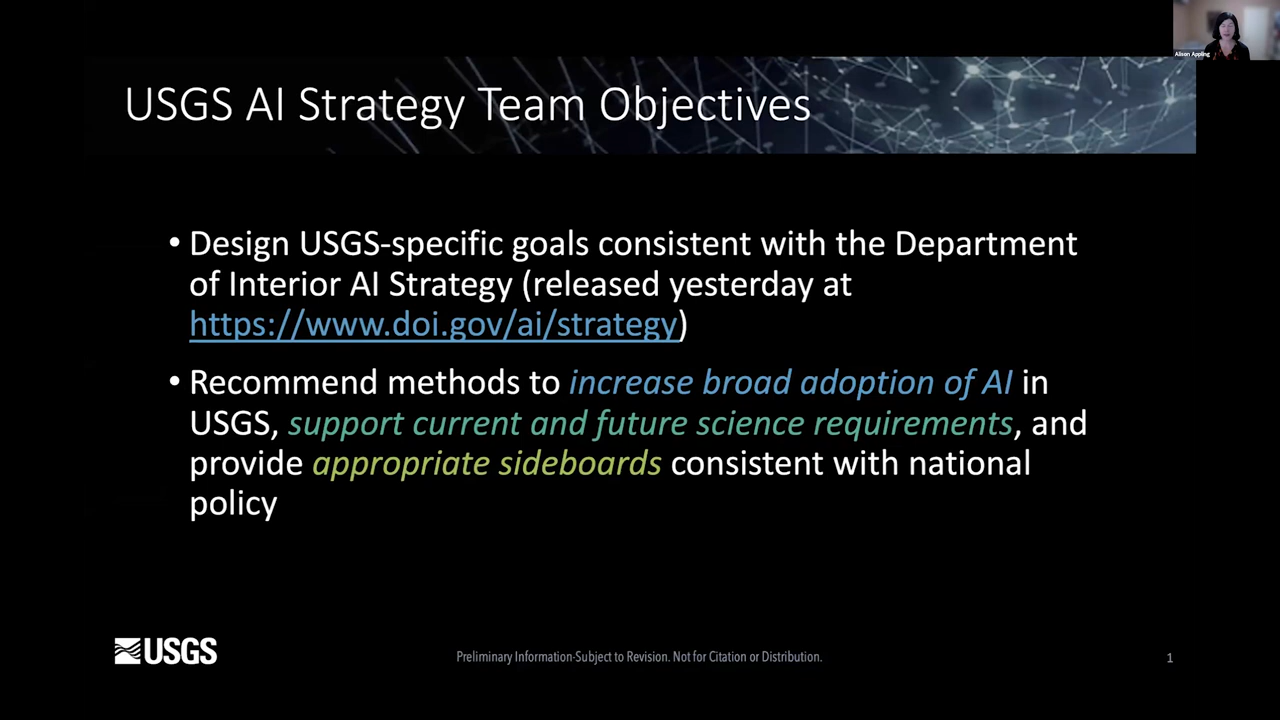 Alison Appling
USGS AI Strategy Team Objectives
• Design USGS-specific goals consistent with the Department
of Interior AI Strategy (released yesterday at
https://www.doi.gov/ai/strategy)
• Recommend methods to increase broad adoption of AI in
USGS, support current and future science requirements, and
provide appropriate sideboards consistent with national
policy
USGS
Preliminary Information-Subject to Revision. Not for Citation or Distribution.
1